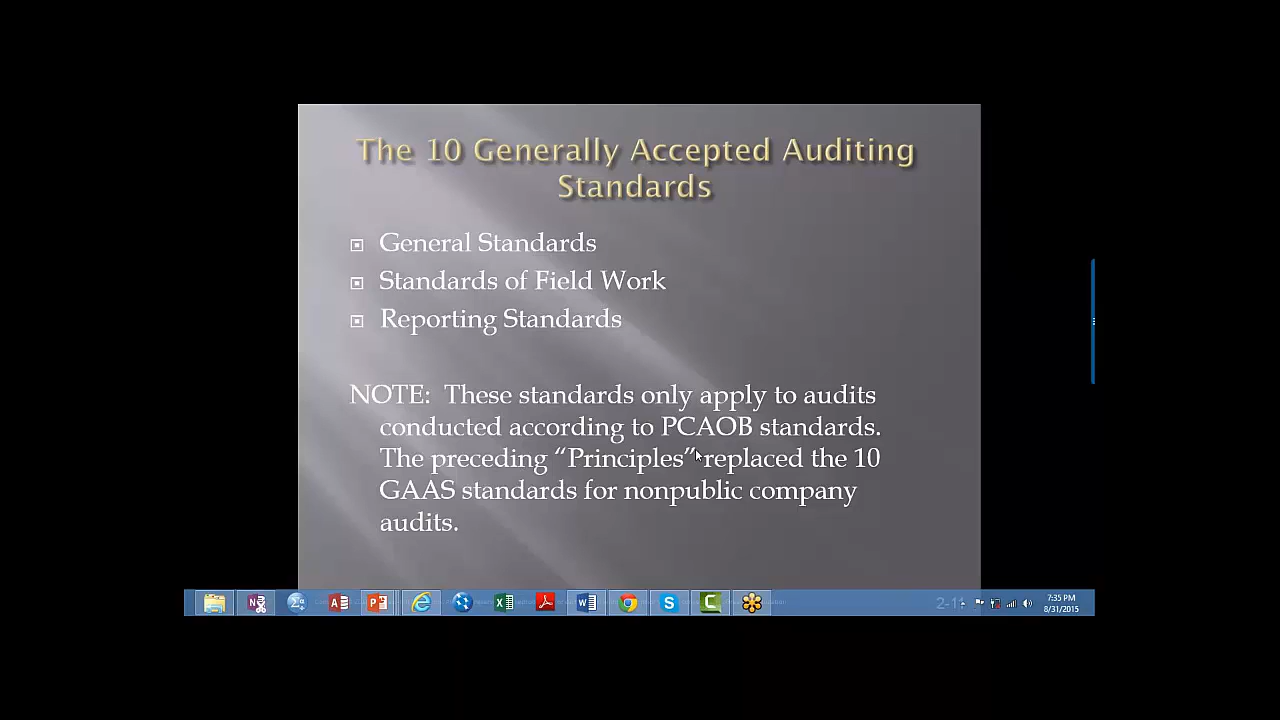 The 10 Generally Accepted Auditing
Standards
General Standards
Standards of Field Work
Reporting Standards
NOTE: These standards only apply to audits
conducted according to PCAOB standards.
The preceding “Principles” replaced the 10
GAAS standards for nonpublic company
audits.
2-11
7:35 PM
8/31/2015